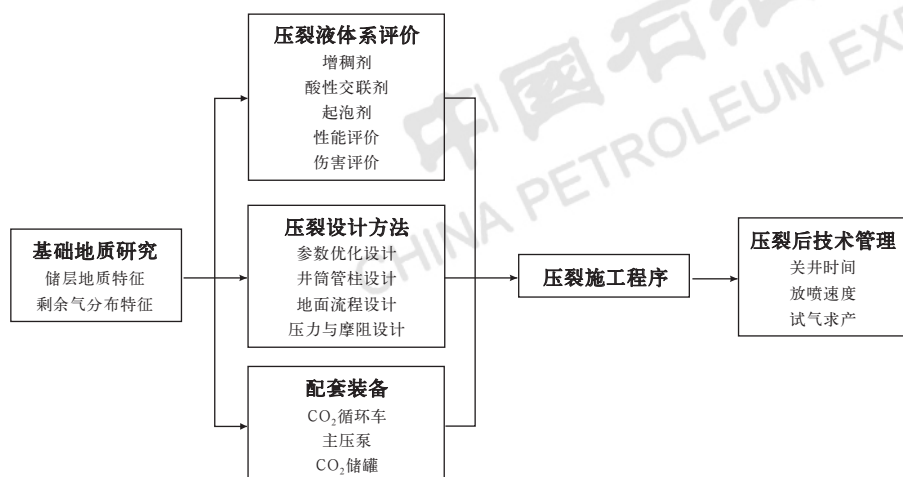 压裂液体系评价
增稠剂
酸性交联剂
起泡剂
性能评价
伤害评价
基础地质研究
储层地质特征
剩余气分布特征
压裂设计方法
参数优化设计
井筒管柱设计
地面流程设计
压力与摩阻设计
配套装备
CO₂循环车
主压泵
CO₂储罐
压裂施工程序
压裂后技术管理
关井时间
放喷速度
试气求产
中國石油
CHINA PETROLEUM EX